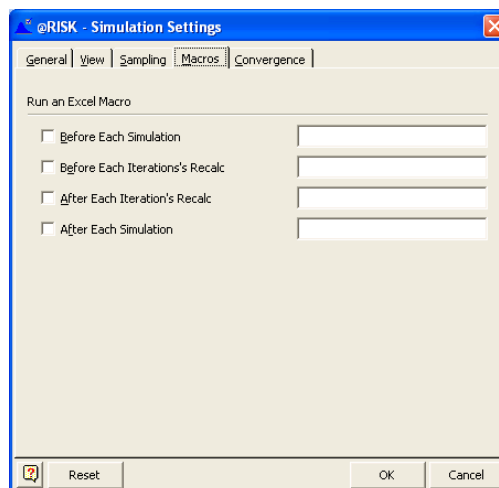 @RISK - Simulation Settings
General View Sampling Macros Convergence
Run an Excel Macro
Before Each Simulation
Before Each Iterations's Recalc
After Each Iteration's Recalc
After Each Simulation
Reset OK Cancel